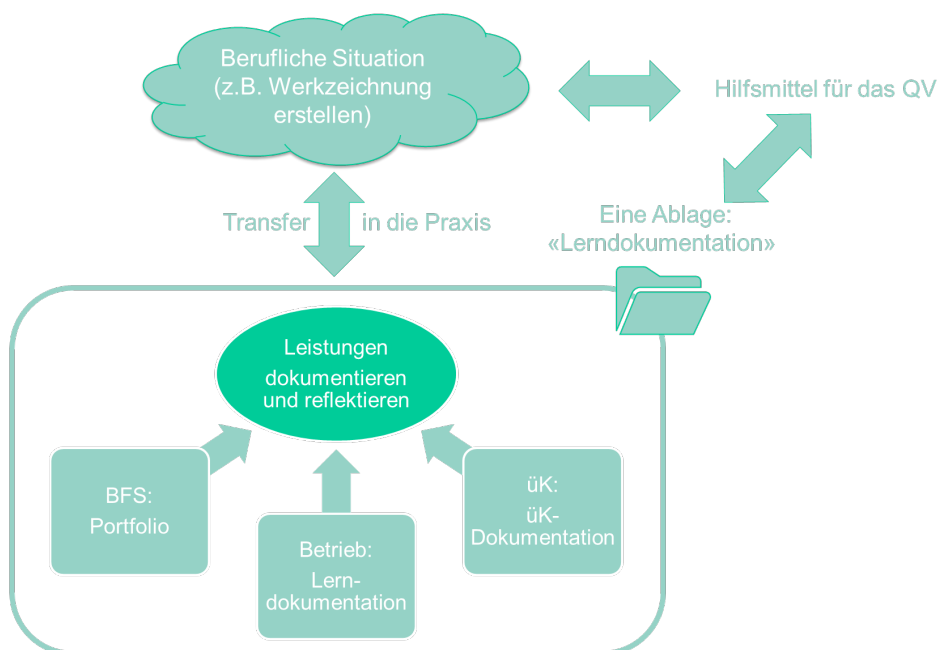 Berufliche Situation
(z.B. Werkzeichnung
erstellen)
Hilfsmittel für das QV
Transfer in die Praxis
Eine Ablage:
«Lerndokumentation»
Leistungen
dokumentieren
und reflektieren
BFS:
Portfolio
Betrieb:
Lern-
dokumentation
üK:
üK-
Dokumentation